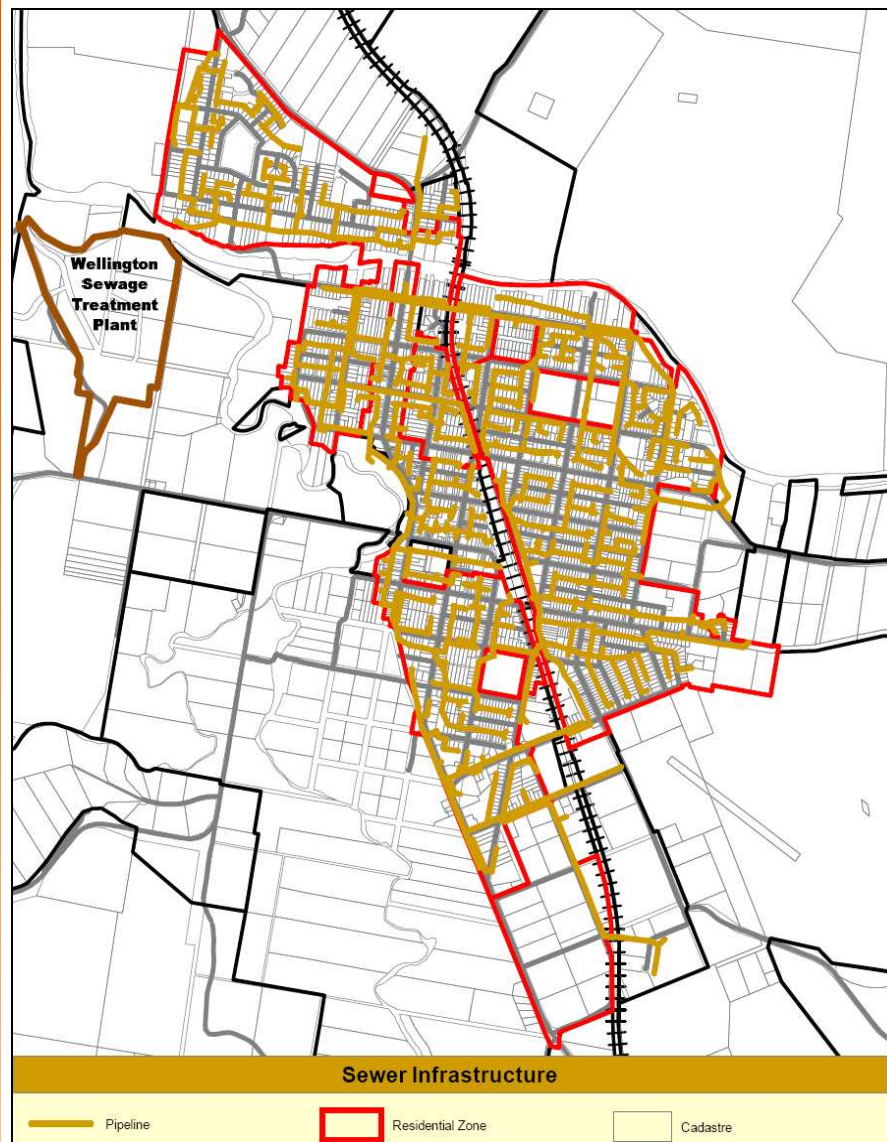 Wellington
Sewage
Treatment
Plant
Sewer Infrastructure
Pipeline
Residential Zone
Cadastre